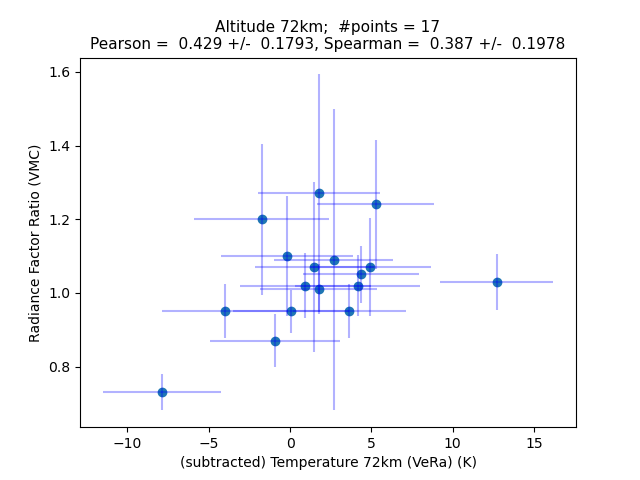 Altitude 72km;  #points = 17
Pearson =  0.429 +/-  0.1793, Spearman =  0.387 +/-  0.1978
1.6
1.4
1.2
1.0
0.8
Radiance Factor Ratio (VMC)
−10
−5
0
5
10
15
(subtracted) Temperature 72km (VeRa) (K)